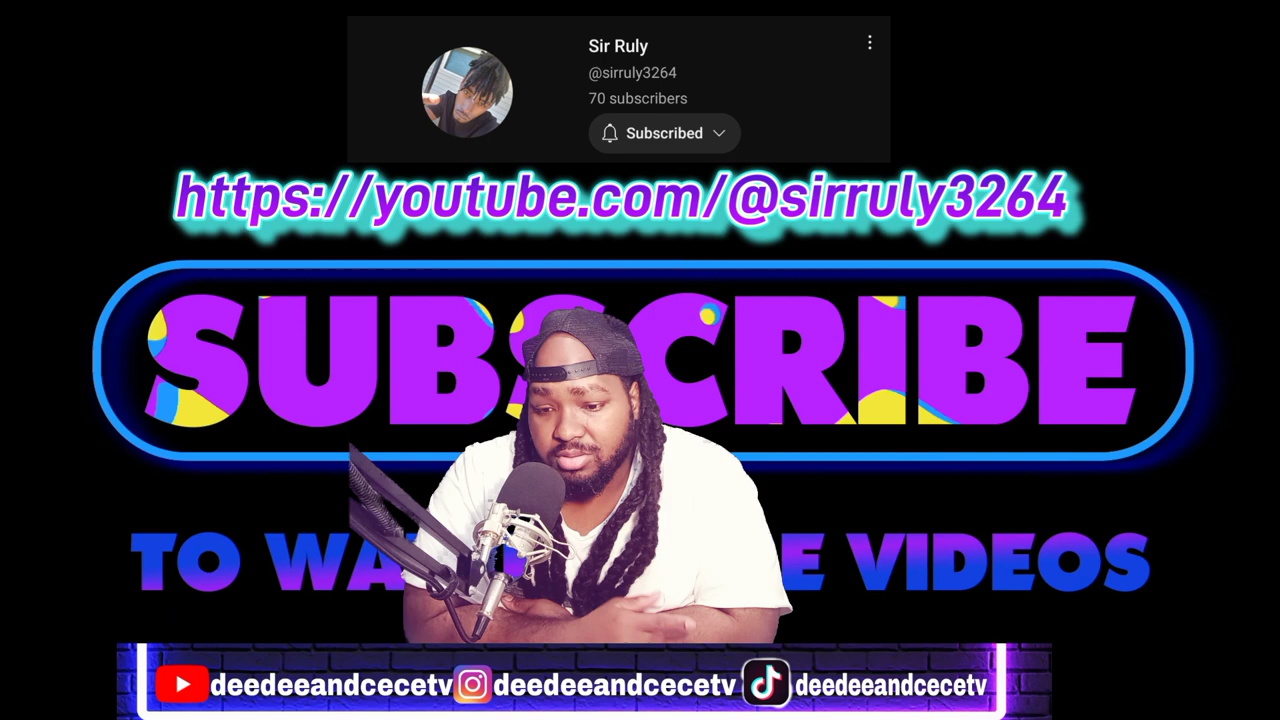 Sir Ruly
@sirruly3264
70 subscribers
Subscribed
https://youtube.com/@sirruly3264
SUBSCRIBE
TO WA E VIDEOS
deedeeandcecetv deedeeandcecetv deedeeandcecetv